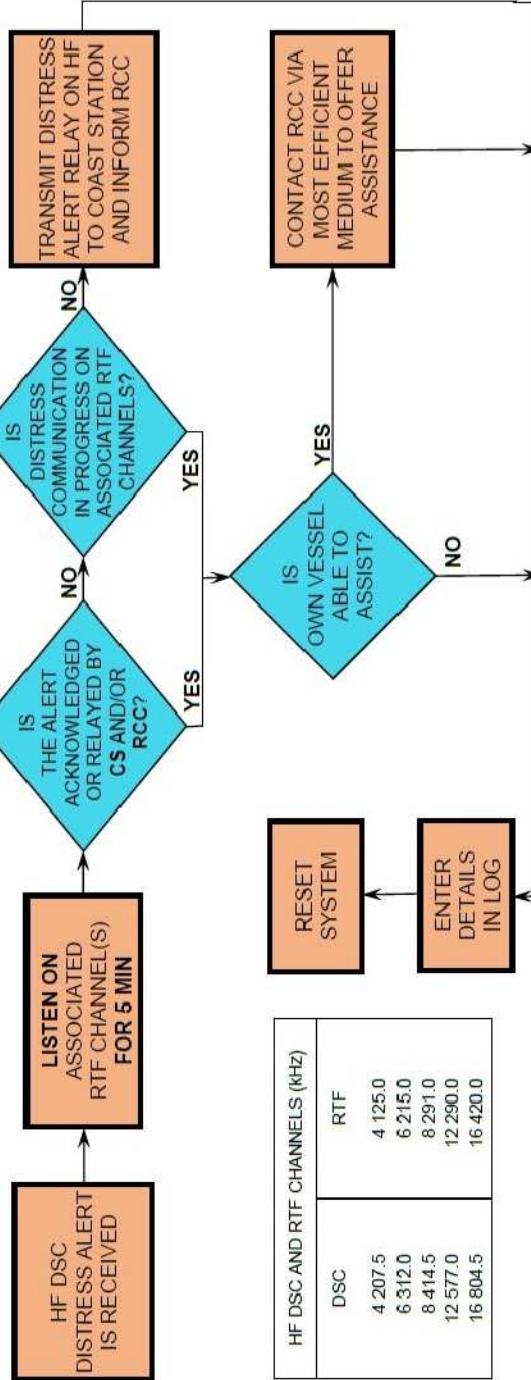 HF DSC
DISTRESS ALERT
IS RECEIVED
LISTEN ON
ASSOCIATED
RTF CHANNEL(S)
FOR 5 MIN
IS
THE ALERT
ACKNOWLEDGED
OR RELAYED BY
CS AND/OR
RCC?
NO
YES
IS
DISTRESS
COMMUNICATION
IN PROGRESS ON
ASSOCIATED RTF
CHANNELS?
NO
YES
TRANSMIT DISTRESS
ALERT RELAY ON HF
TO COAST STATION
AND INFORM RCC
IS
OWN VESSEL
ABLE TO
ASSIST?
YES
NO
CONTACT RCC VIA
MOST EFFICIENT
MEDIUM TO OFFER
ASSISTANCE
RESET
SYSTEM
ENTER
DETAILS
IN LOG
HF DSC AND RTF CHANNELS (kHz)
DSC RTF
4 207.5 4 125.0
6 312.0 6 215.0
8 414.5 8 291.0
12 577.0 12 290.0
16 804.5 16 420.0